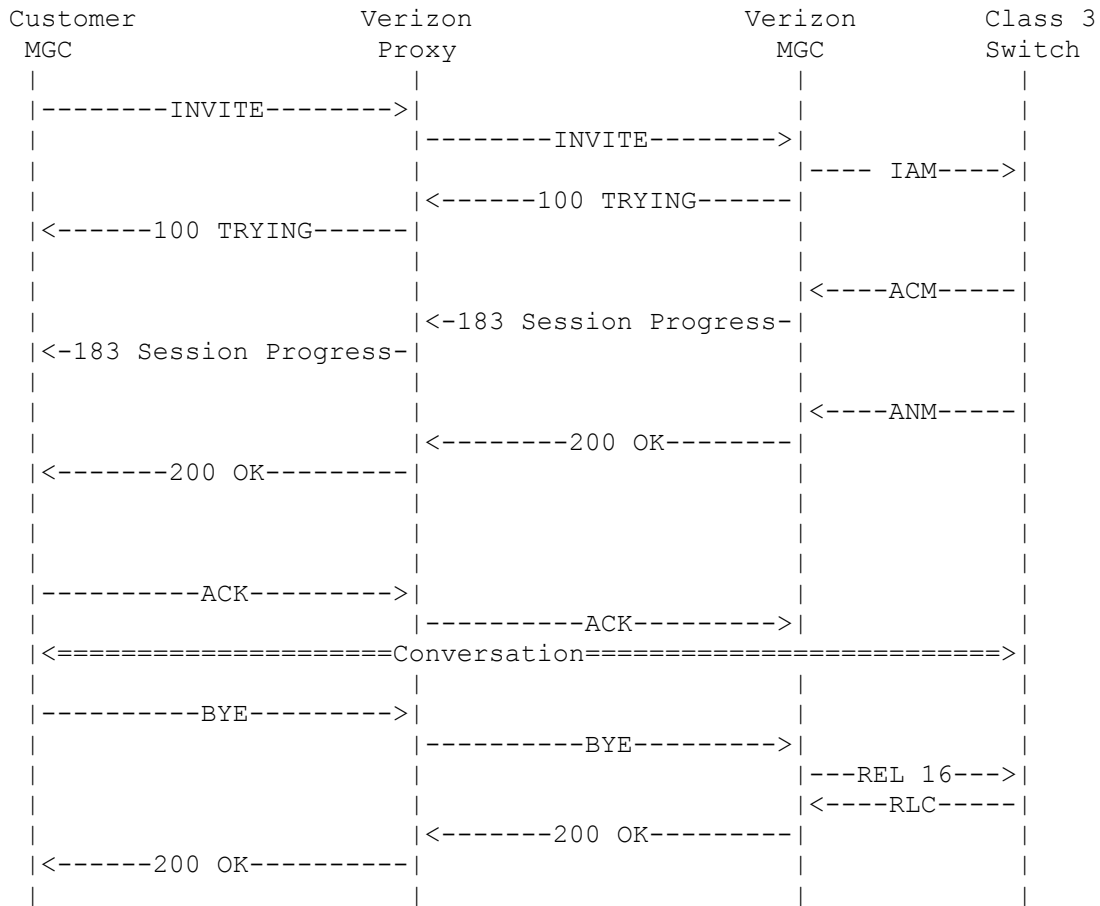 Customer Verizon Verizon Class 3
MGC Proxy MGC Switch
INVITE
INVITE
IAM
100 TRYING
100 TRYING
ACM
183 Session Progress
183 Session Progress
ANM
200 OK
200 OK
ACK
ACK
Conversation
BYE
BYE
REL 16
RLC
200 OK
200 OK